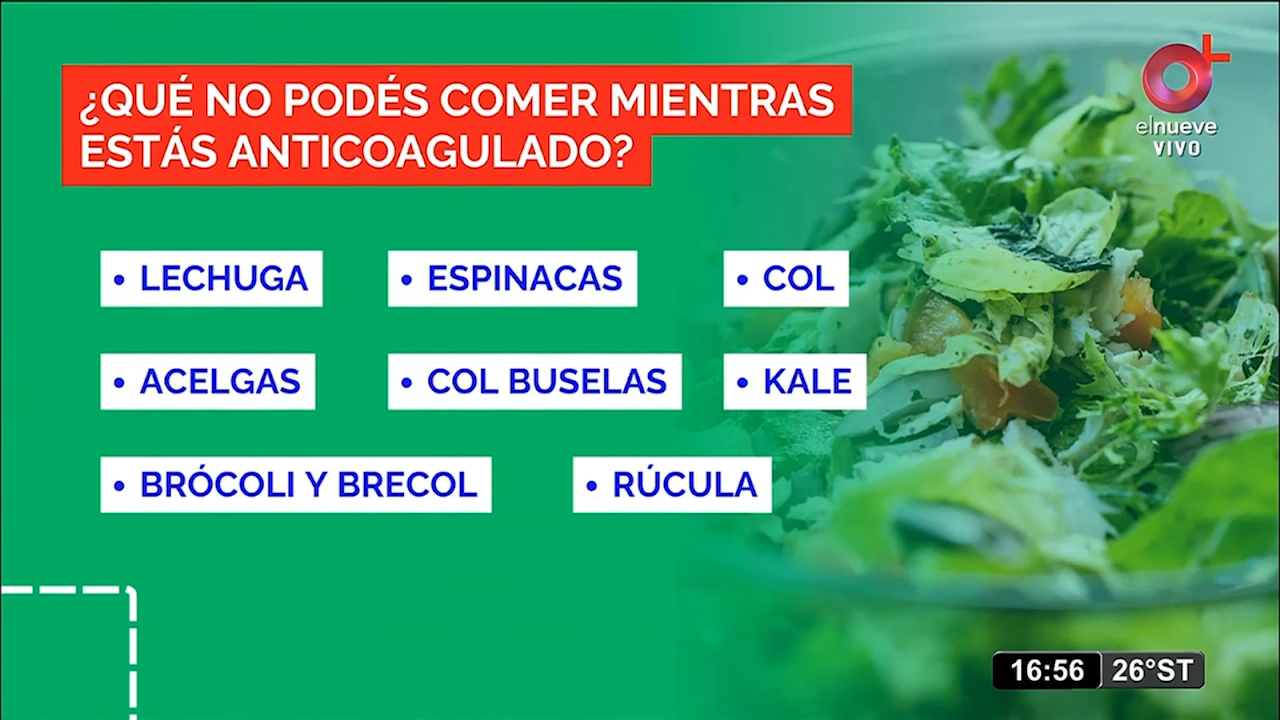 ¿QUÉ NO PODÉS COMER MIENTRAS
ESTÁS ANTICOAGULADO?
elnueve
VIVO
• LECHUGA
• ESPINACAS
• COL
• ACELGAS
• COL BUSELAS
• KALE
• BRÓCOLI Y BRECOL
• RÚCULA
16:56 26°ST